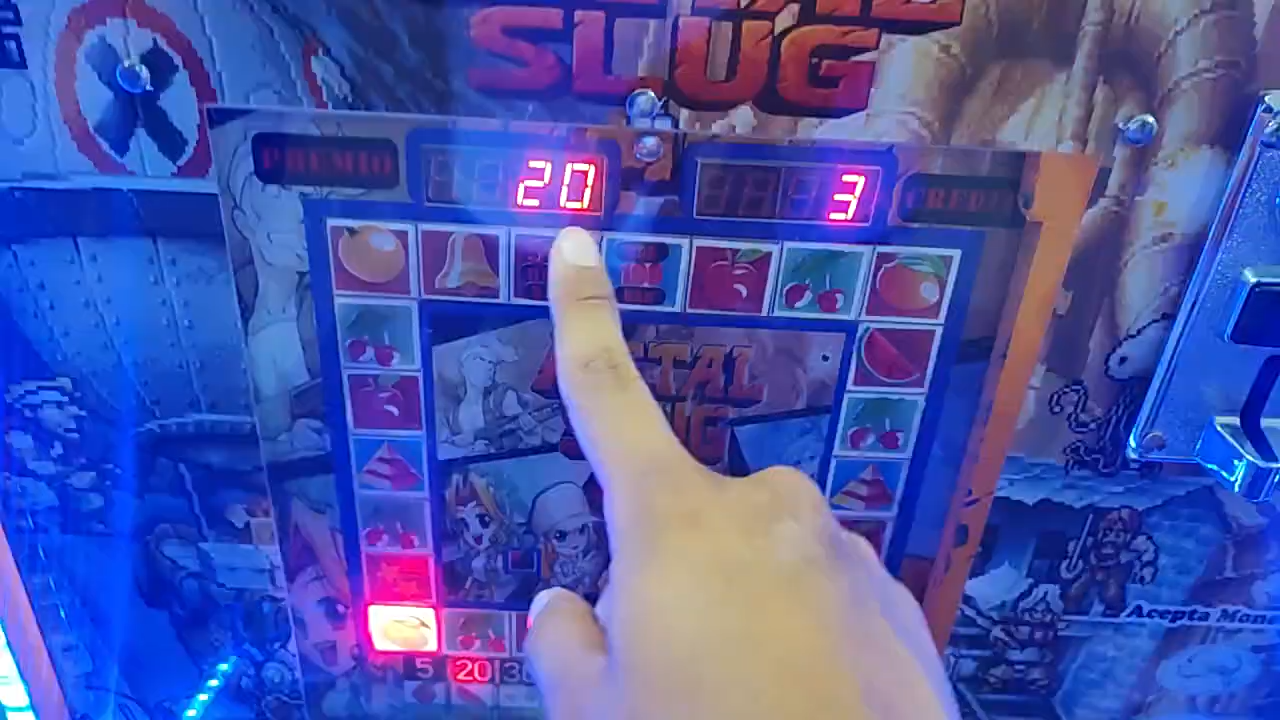 SLUG
PREMIO
20
3
CREDI
METAL
SLUG
5 20 30
Acepta Mone